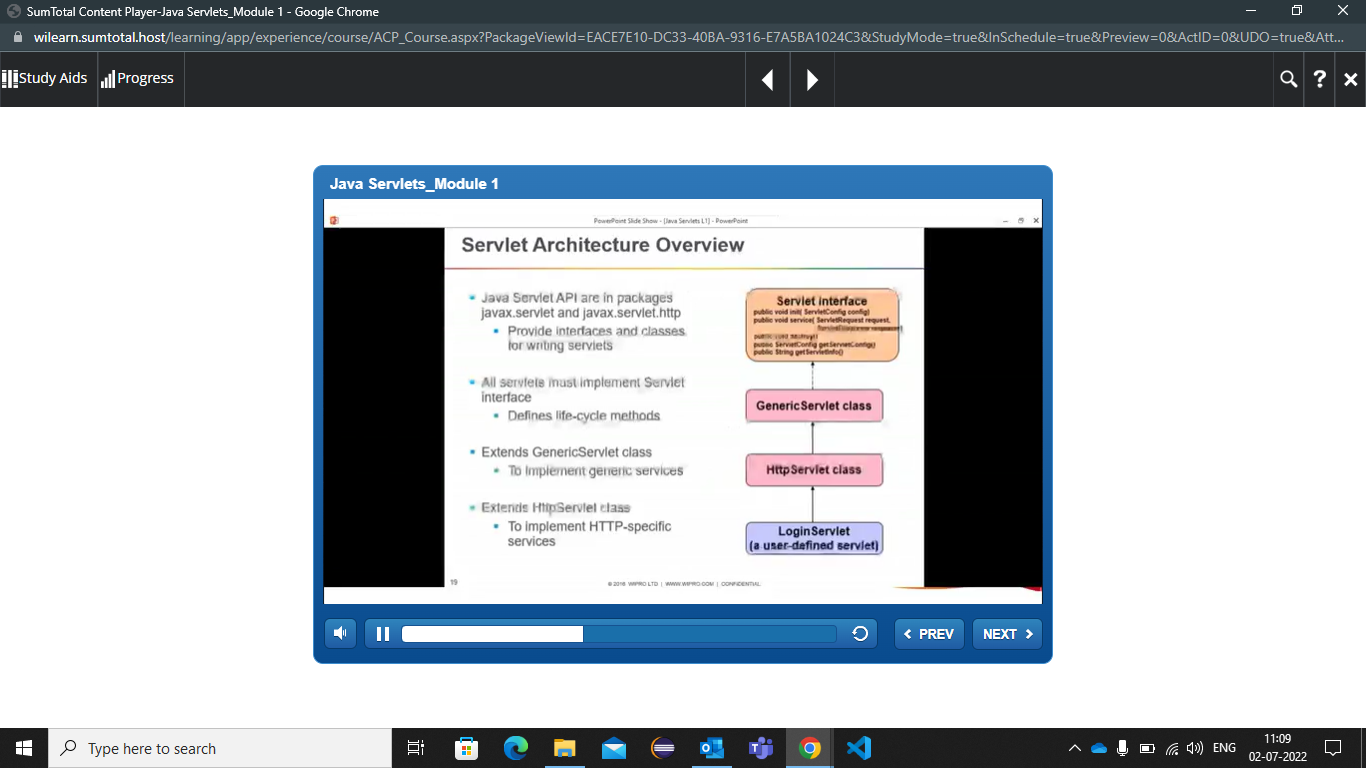 SumTotal Content Player-Java Servlets_Module 1 - Google Chrome
wilearn.sumtotal.host/learning/app/experience/course/ACP_Course.aspx?PackageViewId=EACE7E10-DC33-40BA-9316-E7A5BA1024C3&StudyMode=true&InSchedule=true&Preview=0&ActID=0&UDO=true&Att...
Study Aids
Progress
Java Servlets_Module 1
PowerPoint Slide Show - [Java Servlets L1] - PowerPoint
Servlet Architecture Overview
Java Servlet API are in packages
javax.servlet and javax.servlet.http
Provide interfaces and classes
for writing servlets
All servlets must implement Servlet
interface
Defines life-cycle methods
Extends GenericServlet class
To implement generic services
Extends HttpServlet class
To implement HTTP-specific
services
Servlet interface
public void init( ServletConfig config)
public void service( ServletRequest request,
ServletResponse response)
public void destroy()
public ServletConfig getServletConfig()
public String getServletInfo()
GenericServlet class
HttpServlet class
LoginServlet
(a user-defined servlet)
19
© 2016 WIPRO LTD | WWW.WIPRO.COM | CONFIDENTIAL
PREV
NEXT
Type here to search
ENG
11:09
02-07-2022